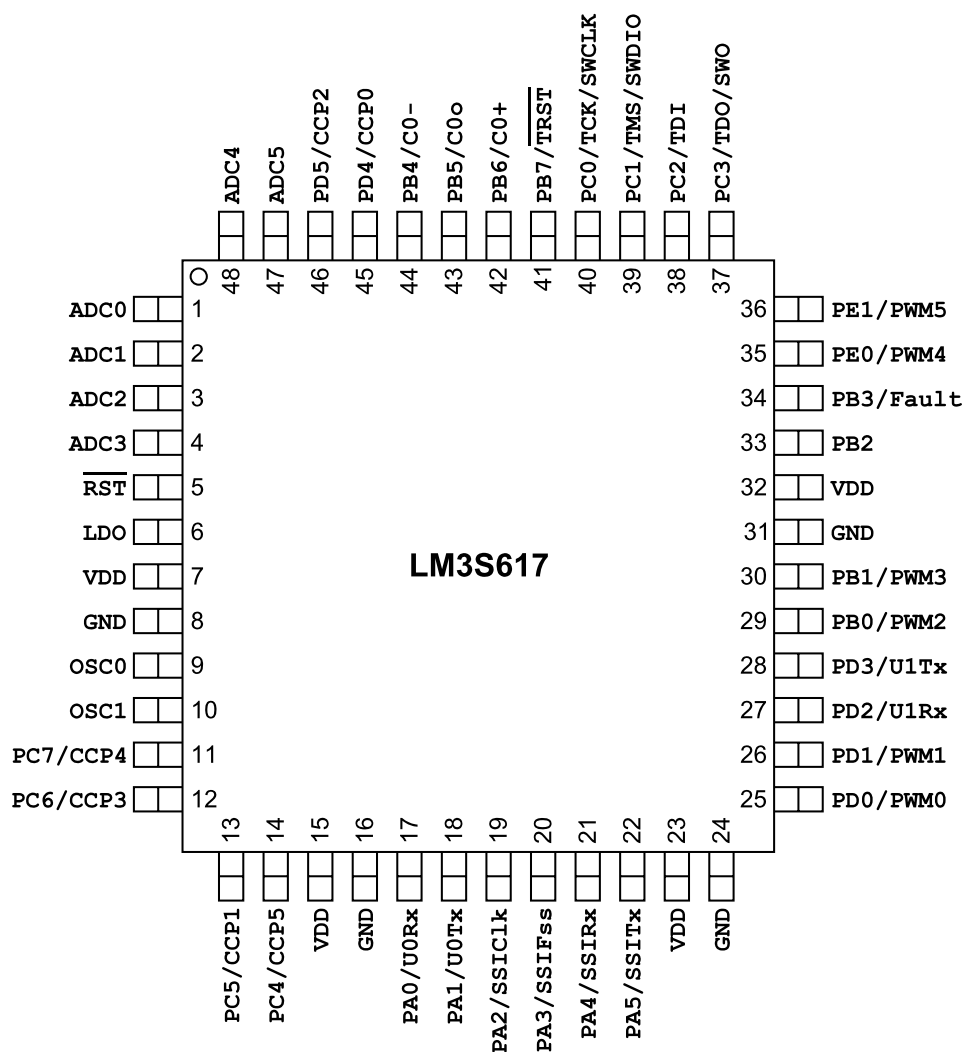 ADC4
ADC5
PD5/CCP2
PD4/CCP0
PB4/C0-
PB5/C0o
PB6/C0+
PB7/T̅R̅S̅T̅
PC0/TCK/SWCLK
PC1/TMS/SWDIO
PC2/TDI
PC3/TDO/SWO
48 47 46 45 44 43 42 41 40 39 38 37
ADC0 1
ADC1 2
ADC2 3
ADC3 4
R̅S̅T̅ 5
LDO 6
VDD 7
GND 8
OSC0 9
OSC1 10
PC7/CCP4 11
PC6/CCP3 12
LM3S617
36 PE1/PWM5
35 PE0/PWM4
34 PB3/Fault
33 PB2
32 VDD
31 GND
30 PB1/PWM3
29 PB0/PWM2
28 PD3/U1Tx
27 PD2/U1Rx
26 PD1/PWM1
25 PD0/PWM0
13 14 15 16 17 18 19 20 21 22 23 24
PC5/CCP1
PC4/CCP5
VDD
GND
PA0/U0Rx
PA1/U0Tx
PA2/SSIClk
PA3/SSIFss
PA4/SSIRx
PA5/SSITx
VDD
GND